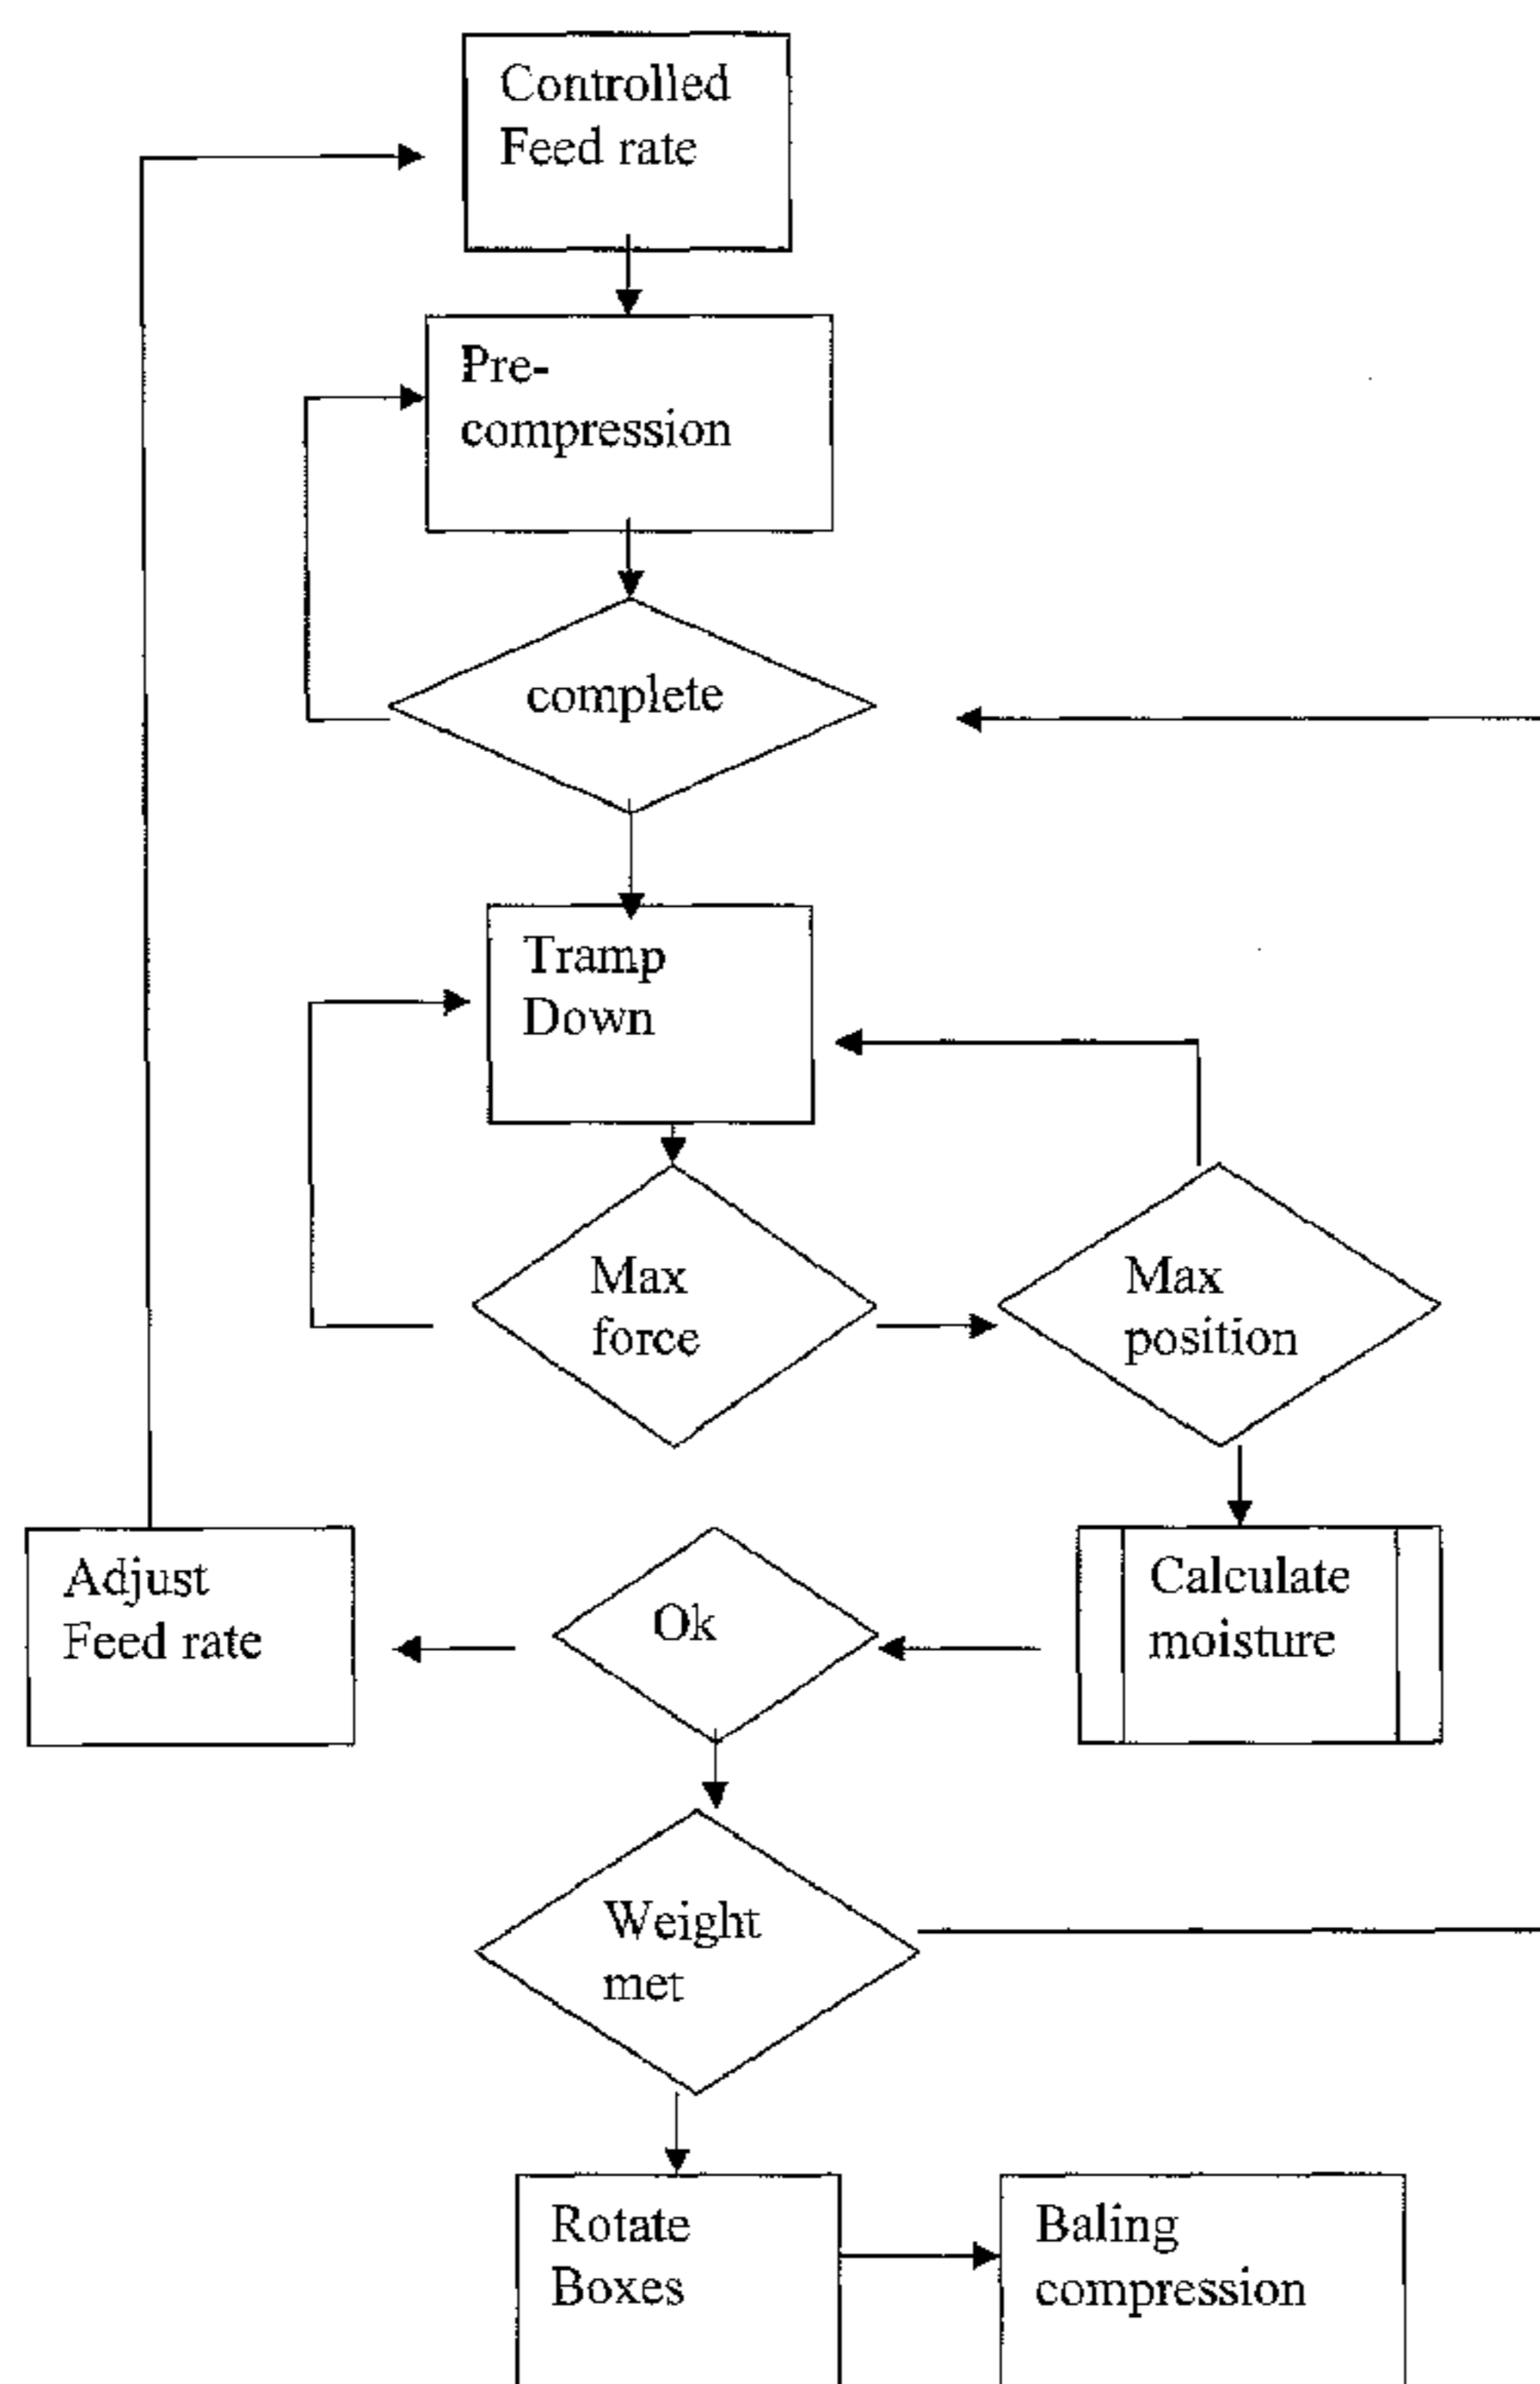 Controlled
Feed rate
Pre-
compression
complete
Tramp
Down
Max
force
Max
position
Adjust
Feed rate
Ok
Calculate
moisture
Weight
met
Rotate
Boxes
Baling
compression